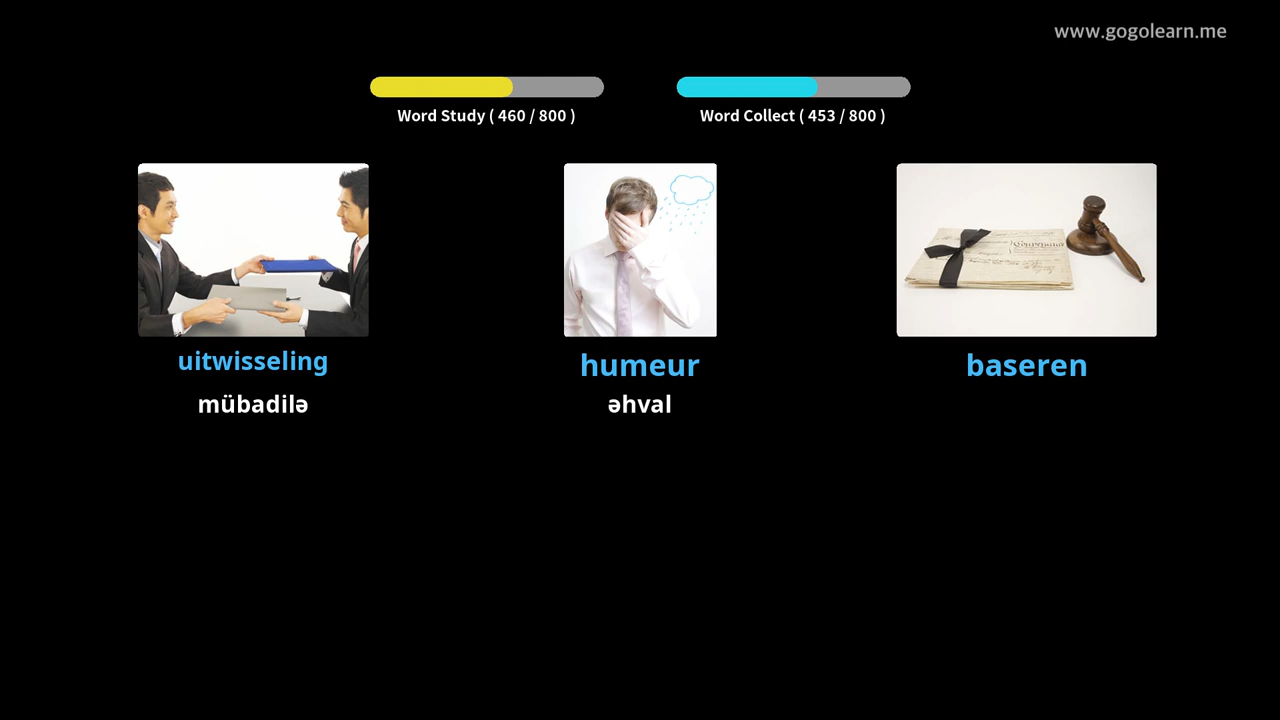 www.gogolearn.me
Word Study ( 460 / 800 )
Word Collect ( 453 / 800 )
uitwisseling
humeur
baseren
mübadilə
əhval